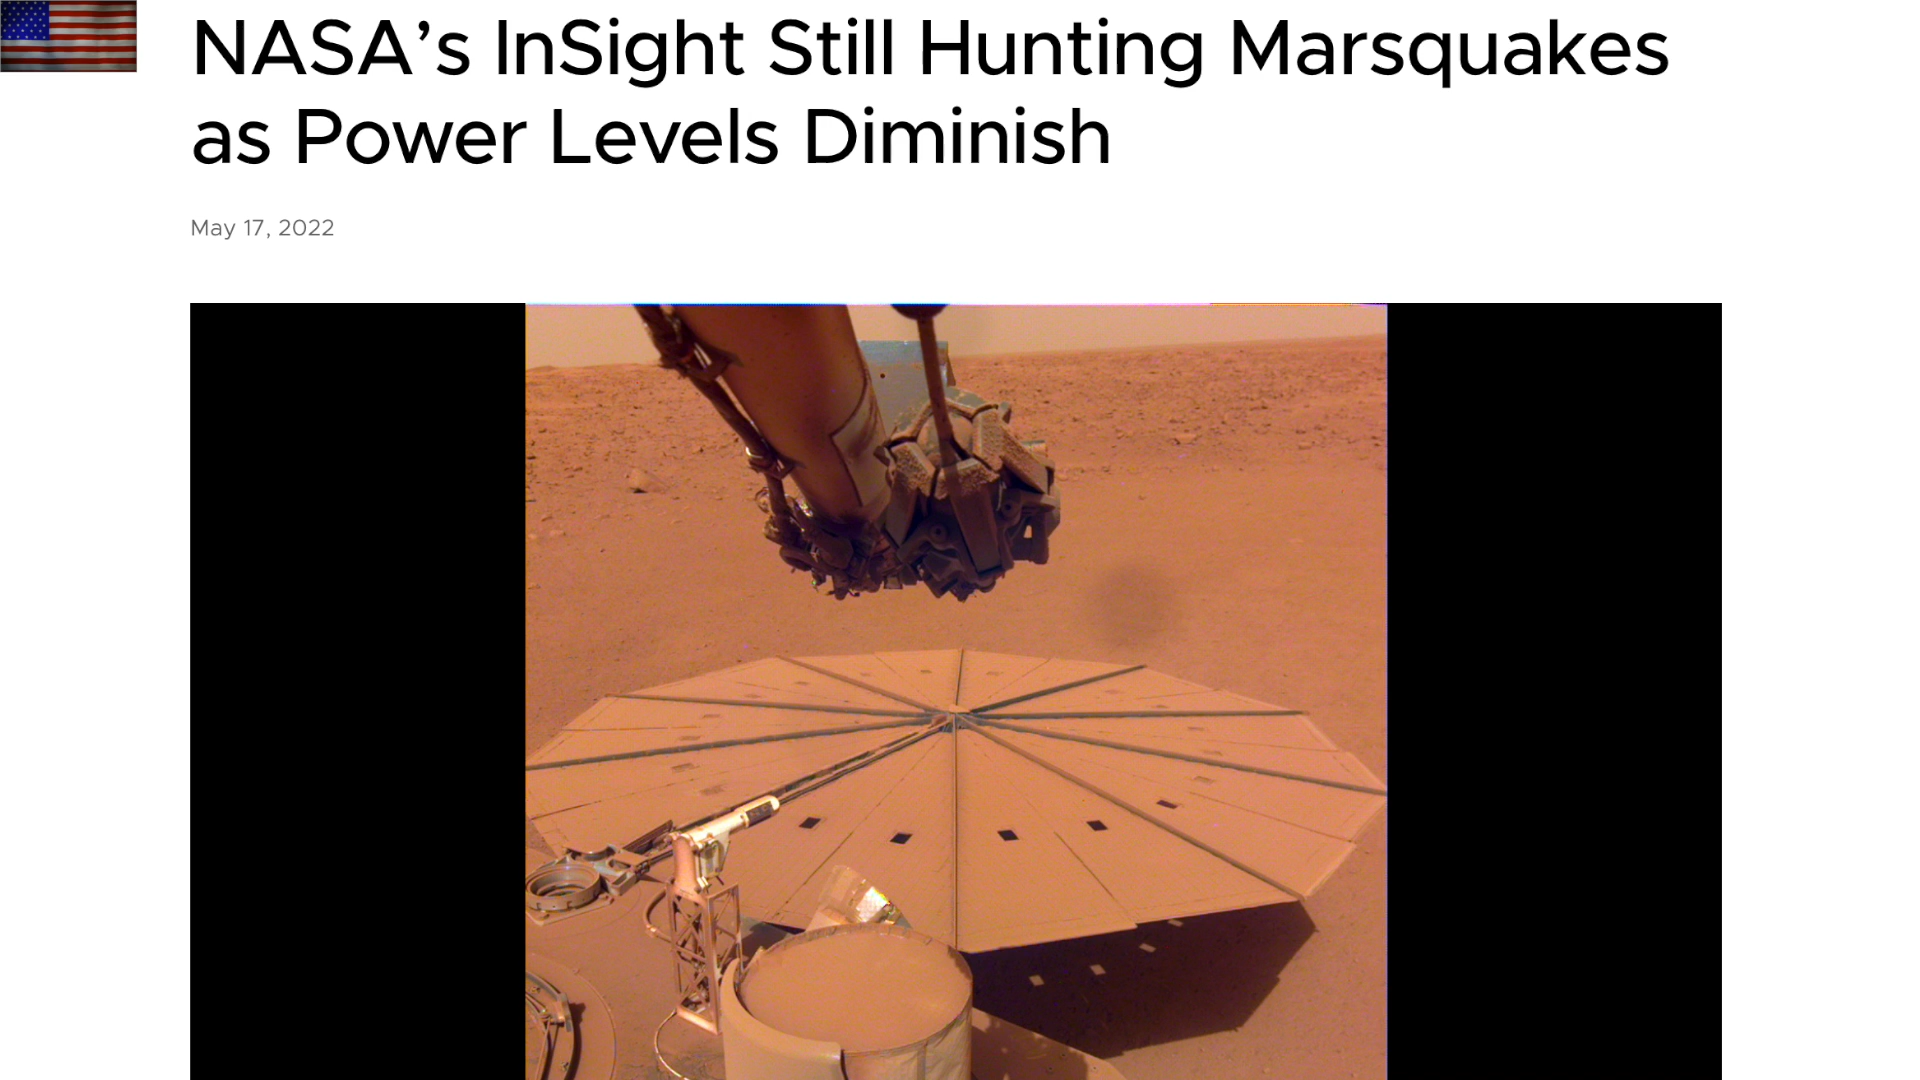 NASA’s InSight Still Hunting Marsquakes
as Power Levels Diminish
May 17, 2022